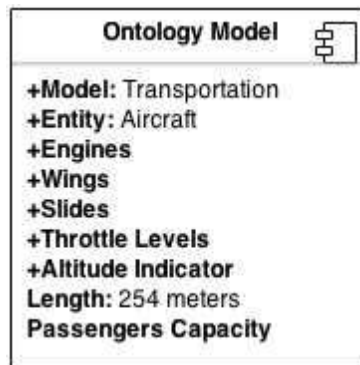 Ontology Model
+Model: Transportation
+Entity: Aircraft
+Engines
+Wings
+Slides
+Throttle Levels
+Altitude Indicator
Length: 254 meters
Passengers Capacity